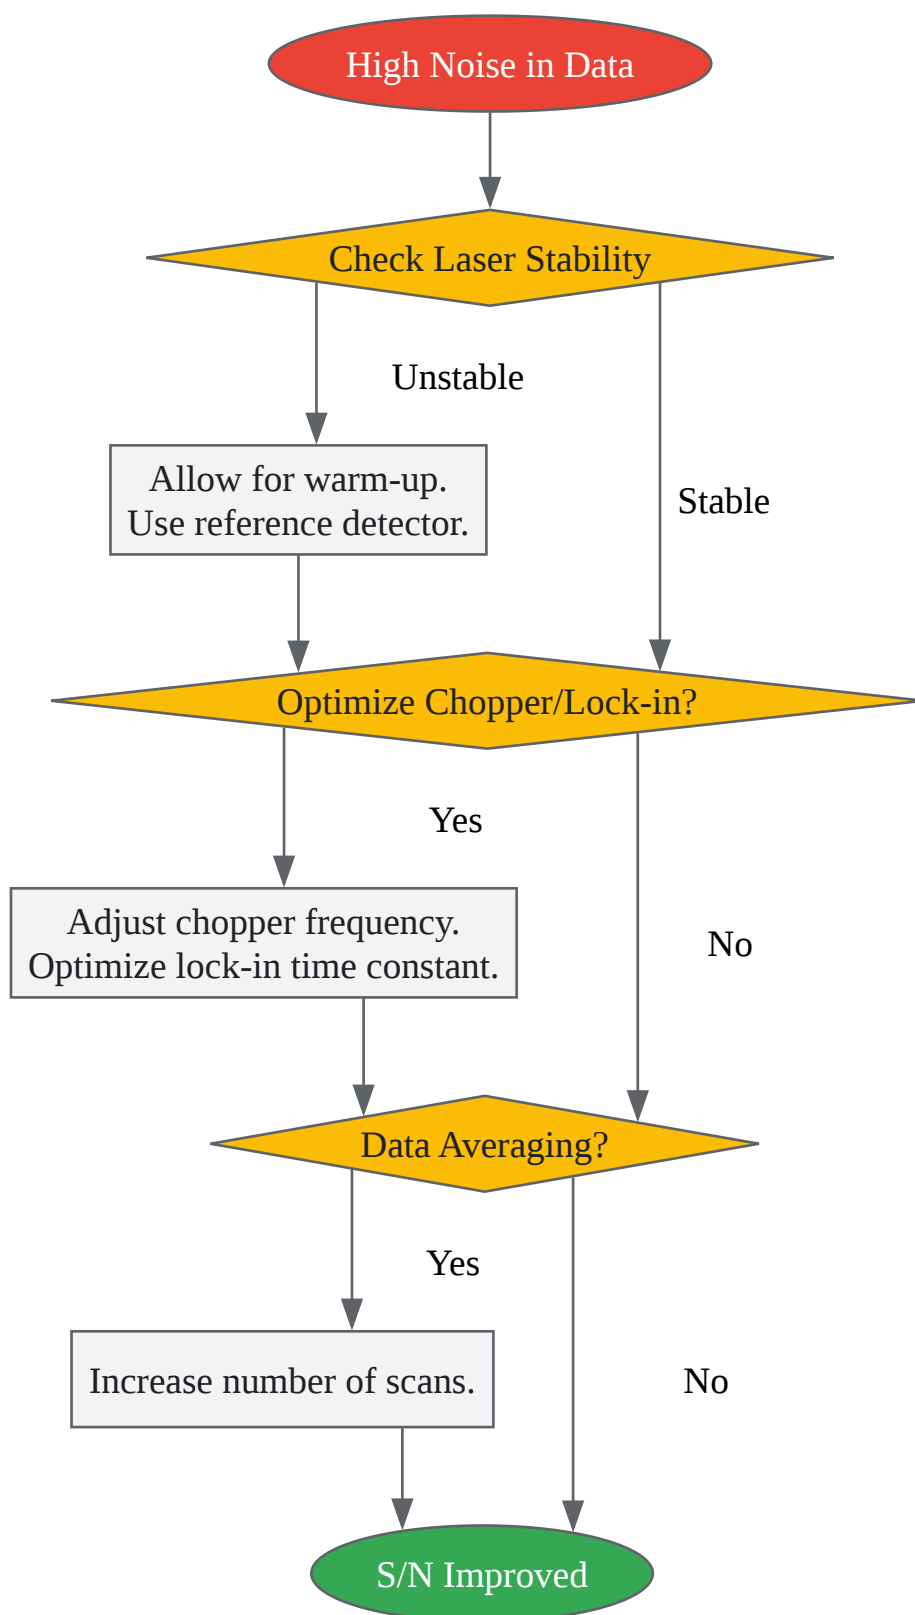 High Noise in Data
Check Laser Stability
Unstable
Allow for warm-up.
Use reference detector.
Stable
Optimize Chopper/Lock-in?
Yes
Adjust chopper frequency.
Optimize lock-in time constant.
No
Data Averaging?
Yes
Increase number of scans.
No
S/N Improved